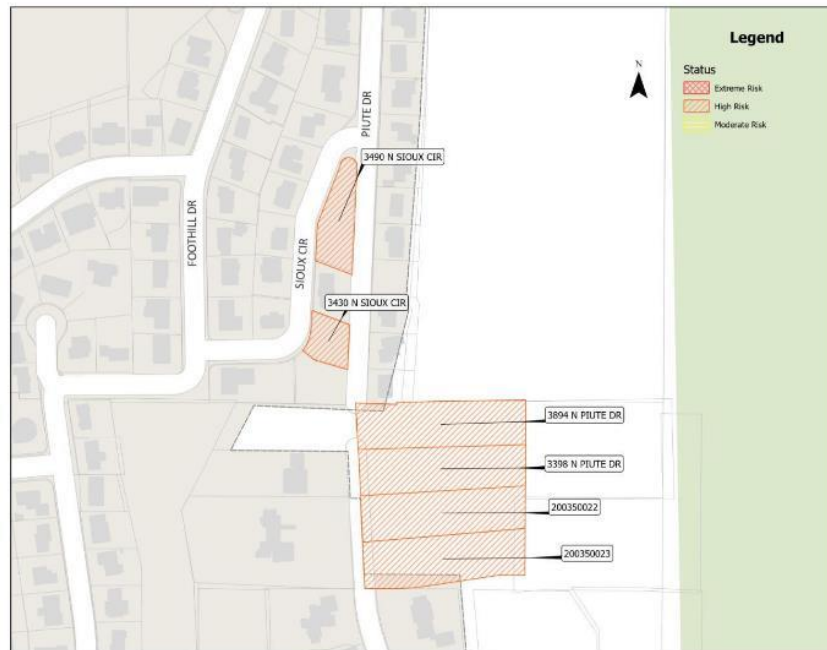 Legend
Status
Extreme Risk
High Risk
Moderate Risk
N
PIUTE DR
3490 N SIOUX CIR
FOOTHILL DR
SIOUX CIR
3430 N SIOUX CIR
3894 N PIUTE DR
3398 N PIUTE DR
200350022
200350023